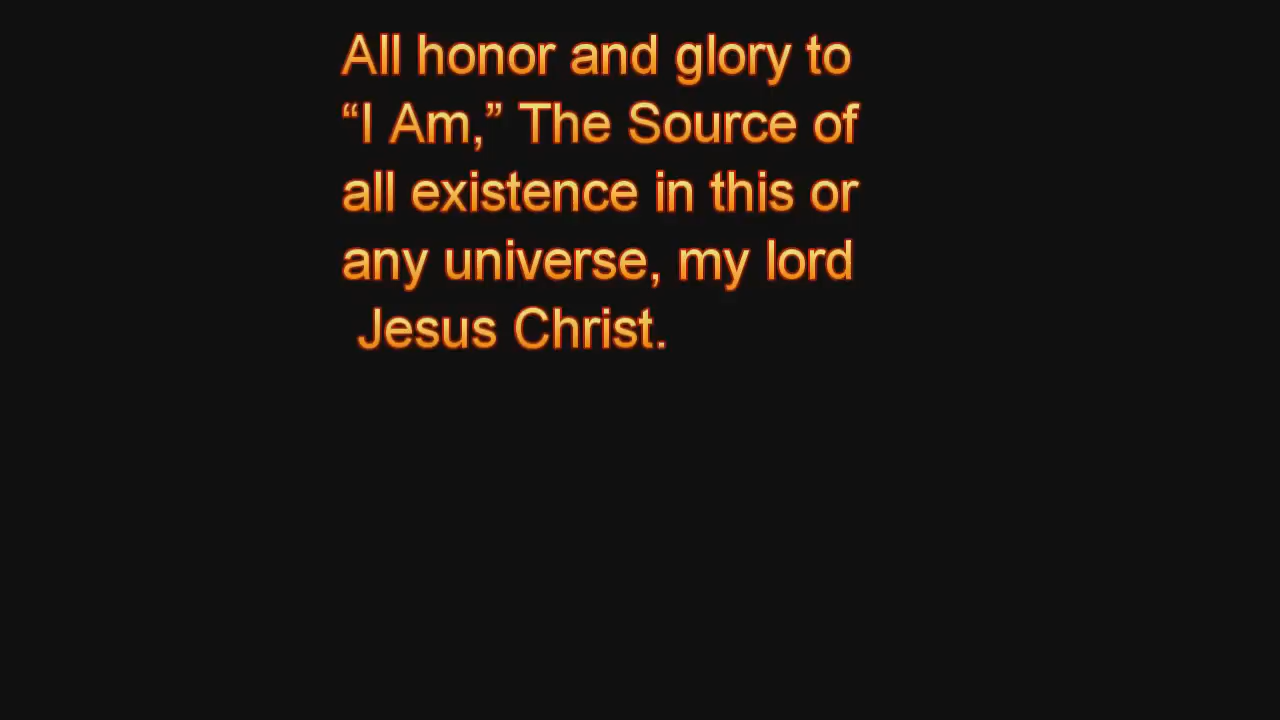 All honor and glory to
“I Am,” The Source of
all existence in this or
any universe, my lord
Jesus Christ.